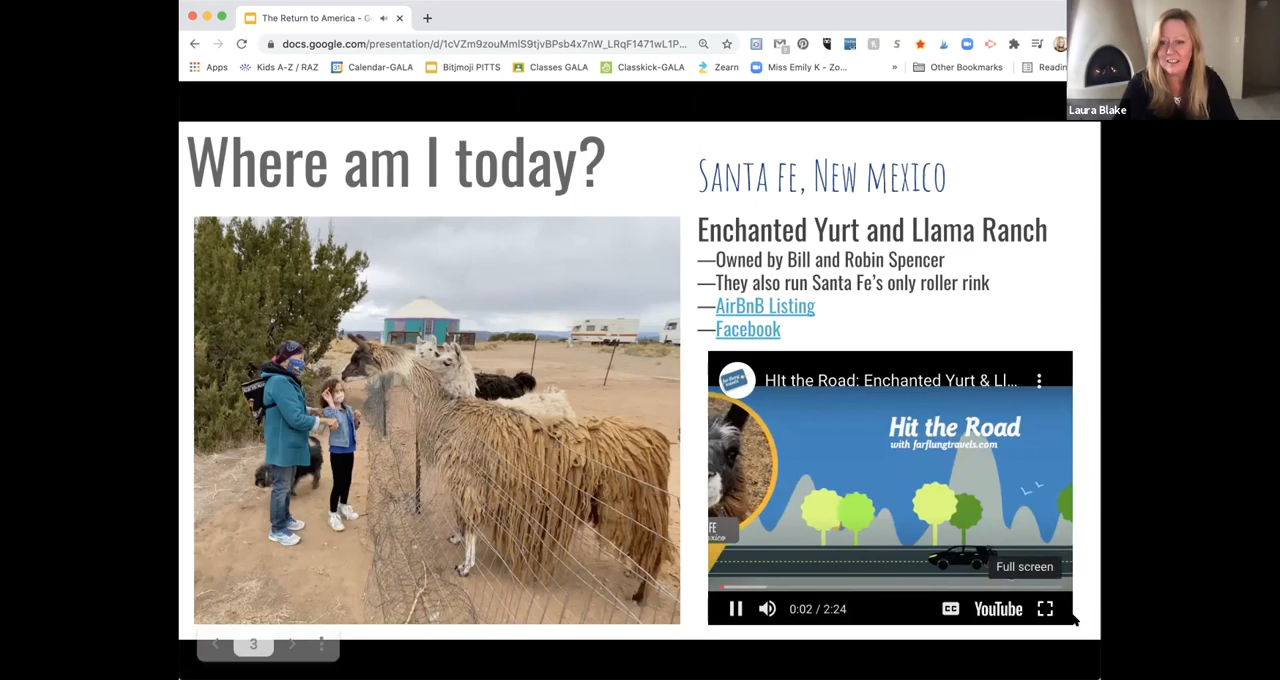 The Return to America - G
docs.google.com/presentation/d/1cVZm9zouMmlS9tjvBPsb4x7nW_LRqF1471wL1P...
Apps
Kids A-Z / RAZ
Calendar-GALA
Bitjmoji PITTS
Classes GALA
Classkick-GALA
Zearn
Miss Emily K - Zo...
»
Other Bookmarks
Readin
Laura Blake
Where am I today?
Santa Fe, New Mexico
Enchanted Yurt and Llama Ranch
—Owned by Bill and Robin Spencer
—They also run Santa Fe's only roller rink
—AirBnB Listing
—Facebook
HIt the Road: Enchanted Yurt & Ll...
Hit the Road
with farflungtravels.com
FE
xico
Full screen
0:02 / 2:24
CC
YouTube
3